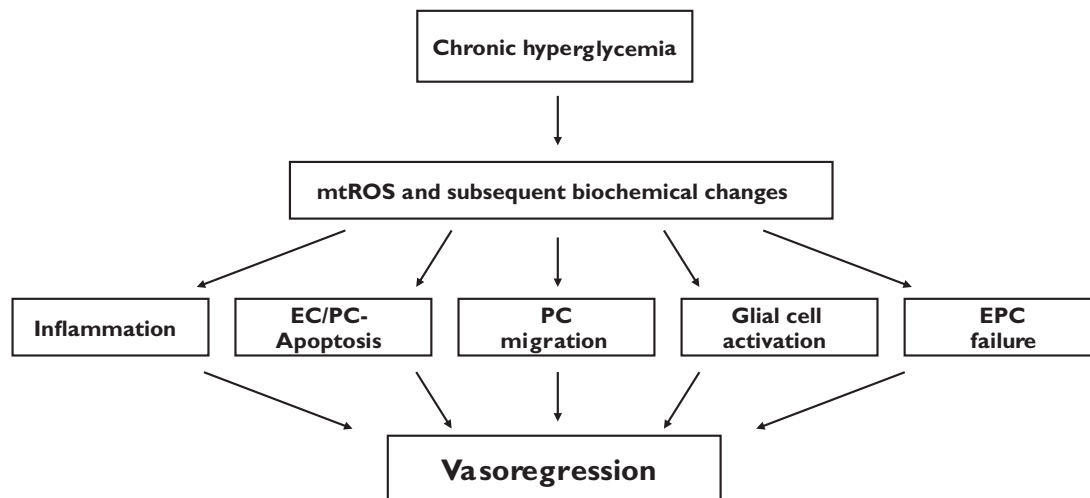 Chronic hyperglycemia
mtROS and subsequent biochemical changes
Inflammation
EC/PC-
Apoptosis
PC
migration
Glial cell
activation
EPC
failure
Vasoregression